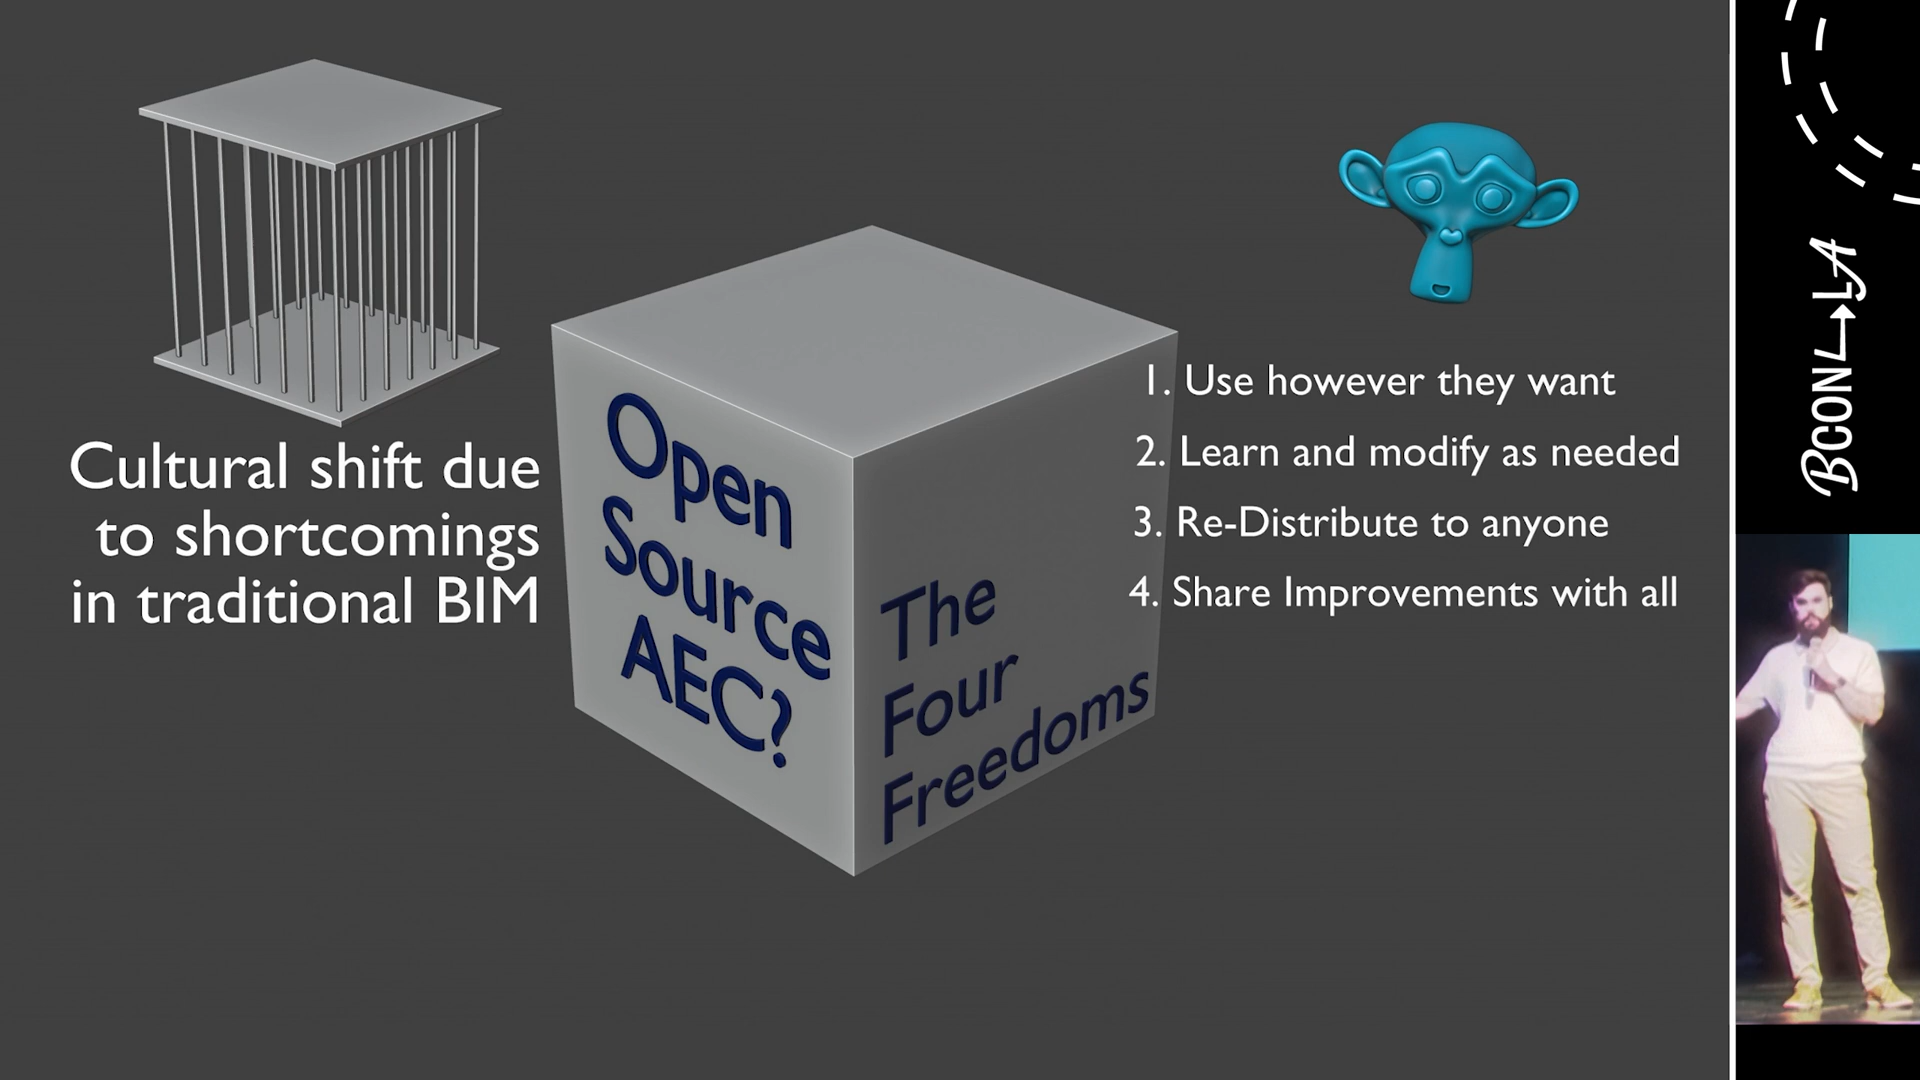 Cultural shift due
to shortcomings
in traditional BIM
Open
Source
AEC?
The
Four
Freedoms
1. Use however they want
2. Learn and modify as needed
3. Re-Distribute to anyone
4. Share Improvements with all
BCON LA